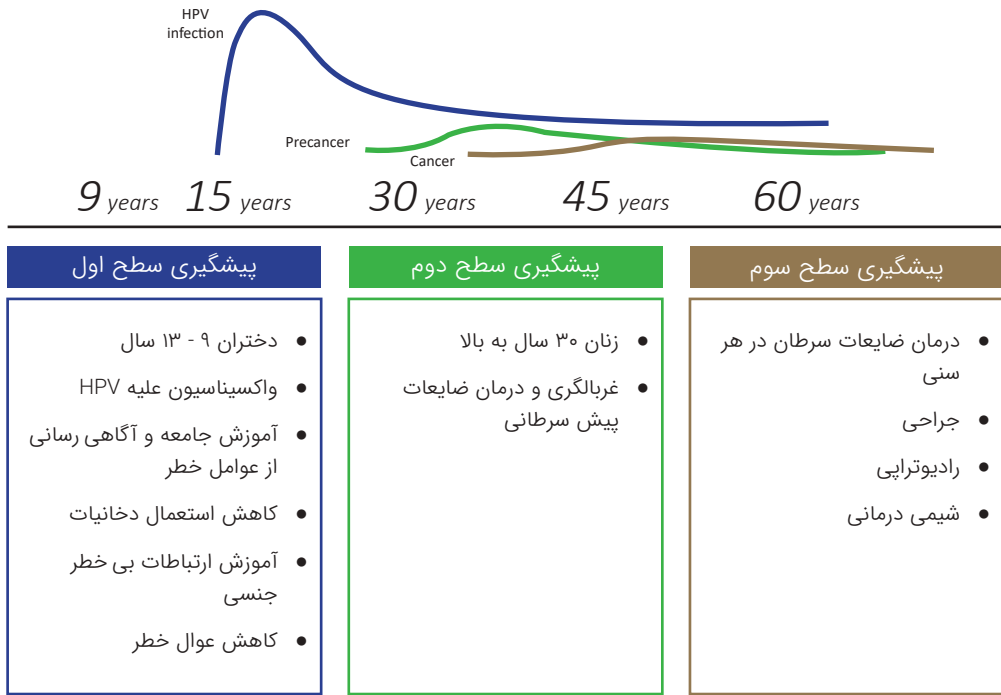 HPV
infection
Precancer
Cancer
9 years 15 years 30 years 45 years 60 years
پیشگیری سطح اول
دختران ۹ - ۱۳ سال
واکسیناسیون علیه HPV
آموزش جامعه و آگاهی رسانی
از عوامل خطر
کاهش استعمال دخانیات
آموزش ارتباطات بی خطر
جنسی
کاهش عوال خطر
پیشگیری سطح دوم
زنان ۳۰ سال به بالا
غربالگری و درمان ضایعات
پیش سرطانی
پیشگیری سطح سوم
درمان ضایعات سرطان در هر
سنی
جراحی
رادیوتراپی
شیمی درمانی